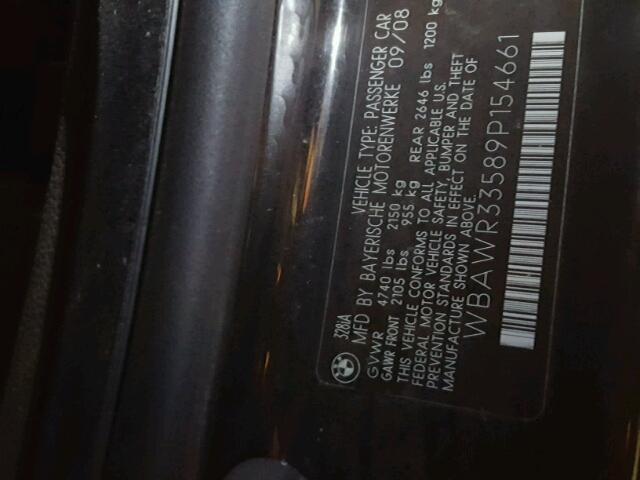 328iA
VEHICLE TYPE: PASSENGER CAR
MFD BY BAYERISCHE MOTORENWERKE 09/08
GVWR 4740 lbs 2150 kg
GAWR FRONT 2105 lbs 955 kg REAR 2646 lbs 1200 kg
THIS VEHICLE CONFORMS TO ALL APPLICABLE U.S.
FEDERAL MOTOR VEHICLE SAFETY, BUMPER AND THEFT
PREVENTION STANDARDS IN EFFECT ON THE DATE OF
MANUFACTURE SHOWN ABOVE.
WBAWR33589P154661